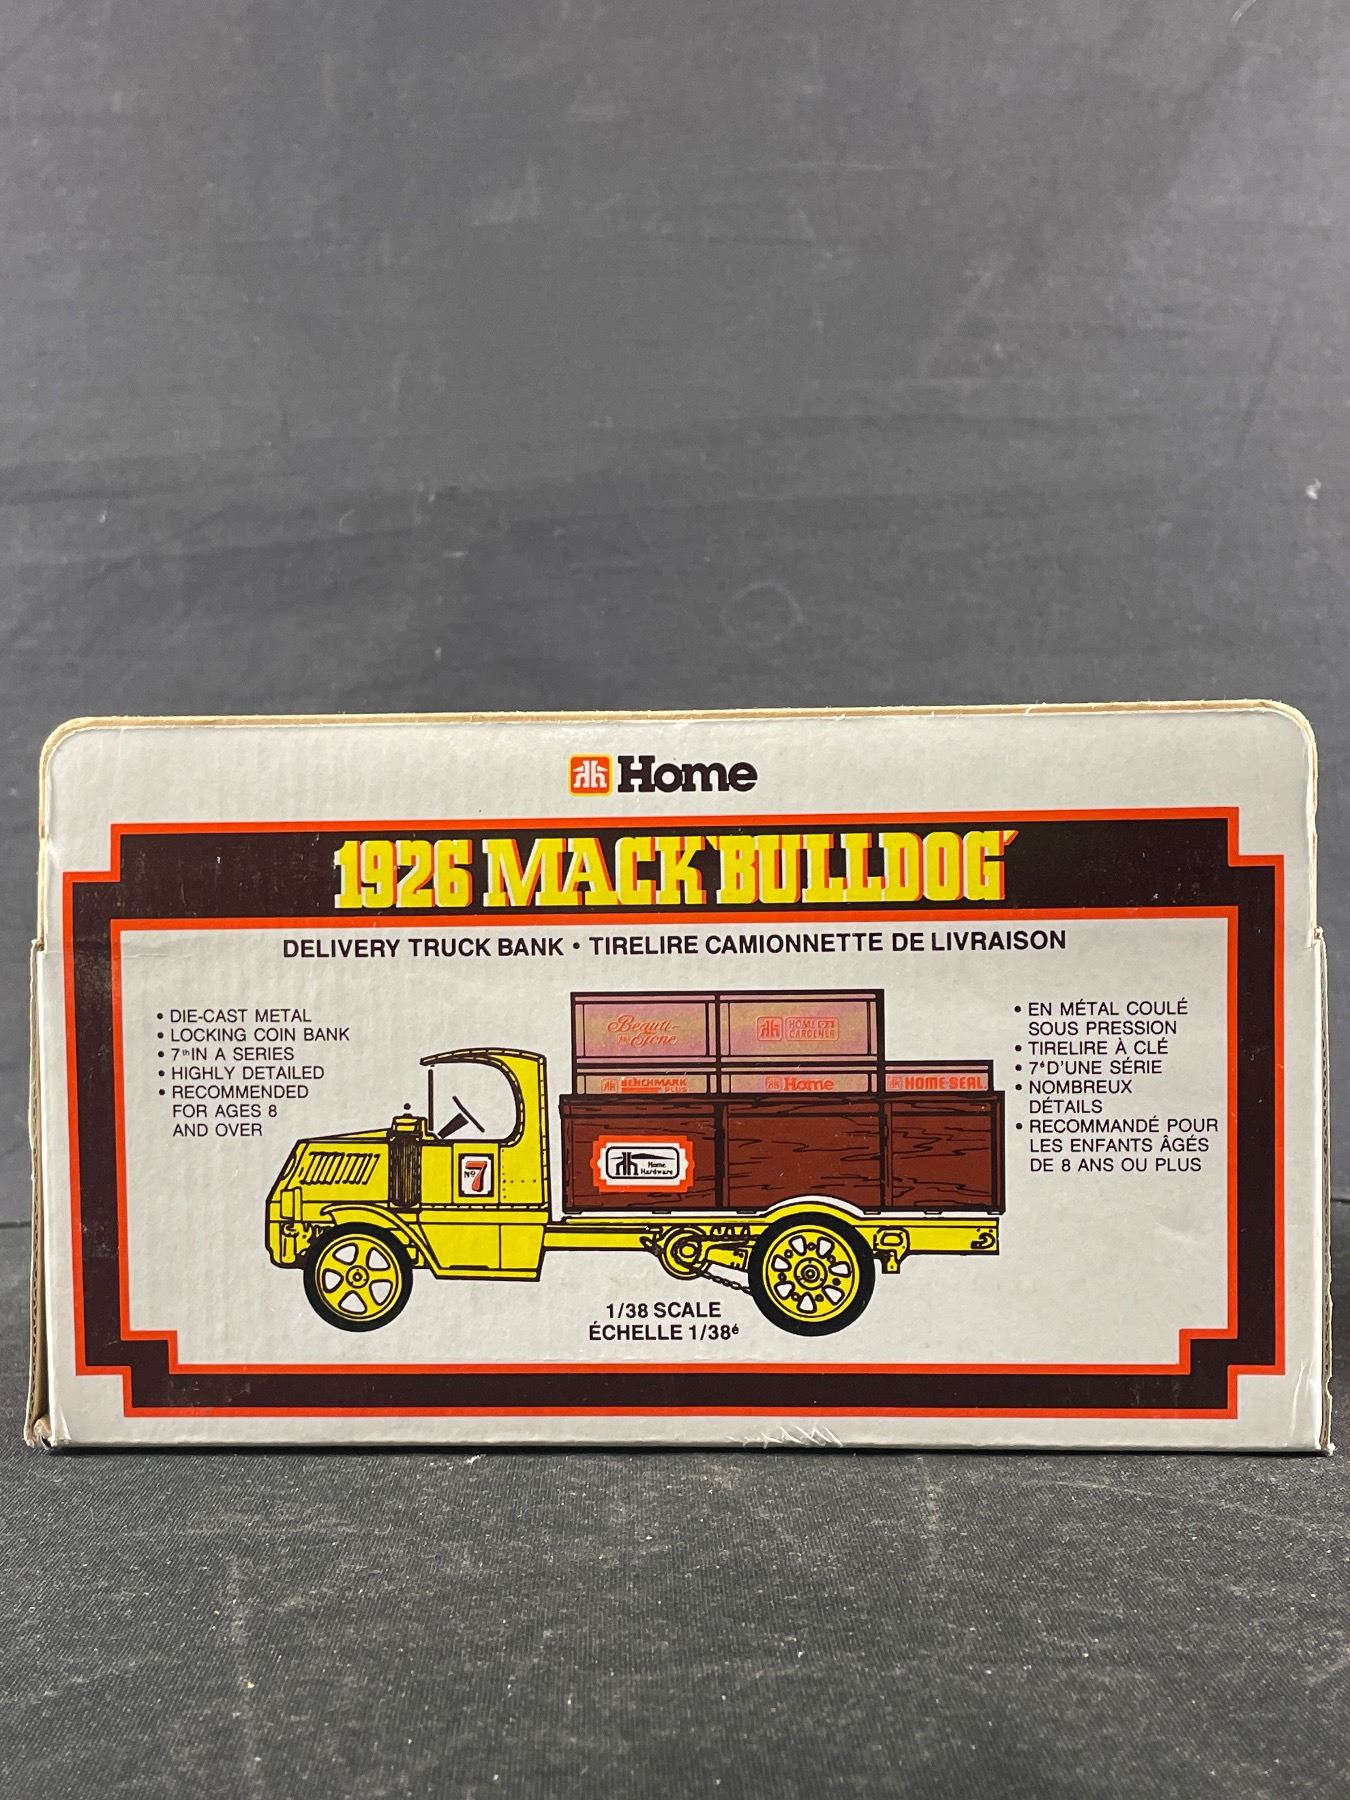 Home
1926 MACK 'BULLDOG'
DELIVERY TRUCK BANK • TIRELIRE CAMIONNETTE DE LIVRAISON
• DIE-CAST METAL
• LOCKING COIN BANK
• 7th IN A SERIES
• HIGHLY DETAILED
• RECOMMENDED
FOR AGES 8
AND OVER
Beauti-
Tone
HOME
GARDENER
BENCHMARK
PLUS
Home
HOME-SEAL
No 7
Home
Hardware
• EN MÉTAL COULÉ
SOUS PRESSION
• TIRELIRE À CLÉ
• 7e D'UNE SÉRIE
• NOMBREUX
DÉTAILS
• RECOMMANDÉ POUR
LES ENFANTS ÂGÉS
DE 8 ANS OU PLUS
1/38 SCALE
ÉCHELLE 1/38é